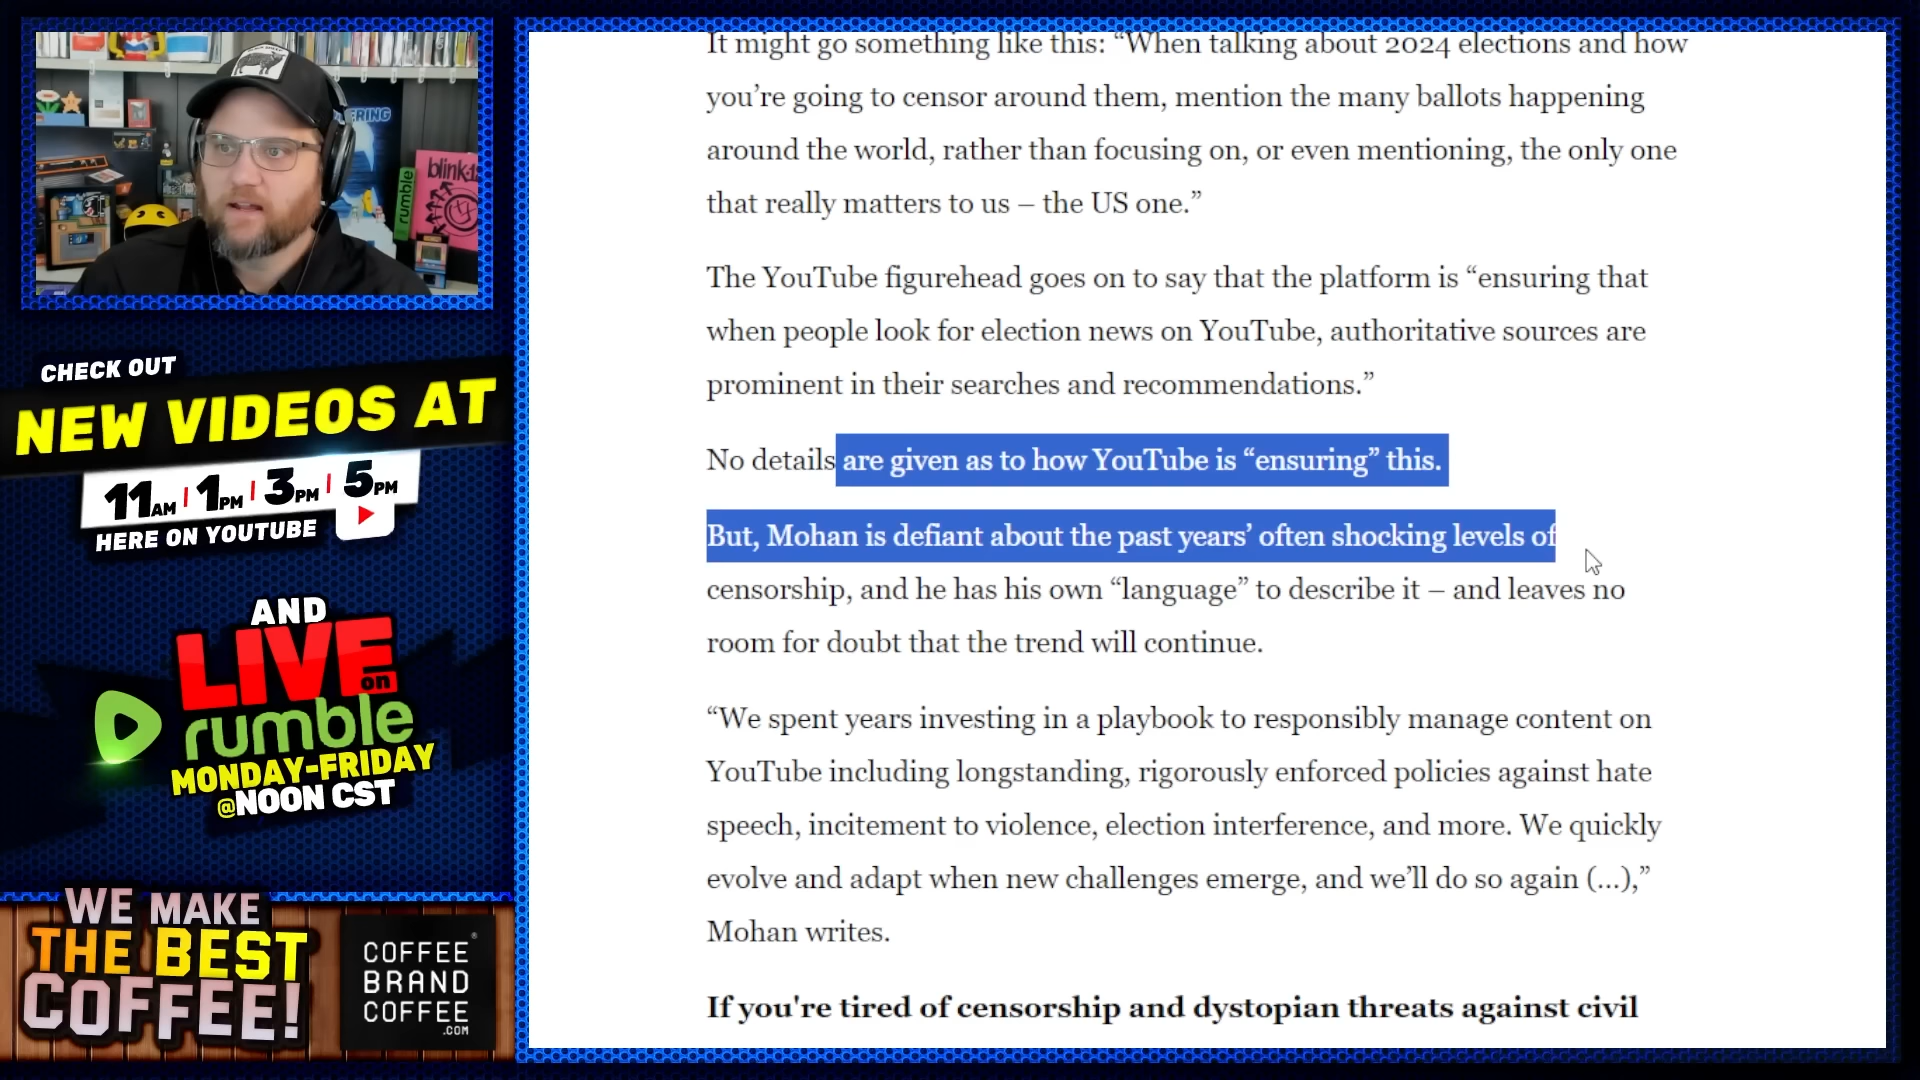 ERING
blink-1
rumble
CHECK OUT
NEW VIDEOS AT
11AM | 1PM | 3PM | 5PM
HERE ON YOUTUBE
AND
LIVE on
rumble
MONDAY-FRIDAY
@NOON CST
WE MAKE
THE BEST
COFFEE!
COFFEE®
BRAND
COFFEE
.COM
It might go something like this: “When talking about 2024 elections and how
you’re going to censor around them, mention the many ballots happening
around the world, rather than focusing on, or even mentioning, the only one
that really matters to us – the US one.”
The YouTube figurehead goes on to say that the platform is “ensuring that
when people look for election news on YouTube, authoritative sources are
prominent in their searches and recommendations.”
No details are given as to how YouTube is “ensuring” this.
But, Mohan is defiant about the past years’ often shocking levels of
censorship, and he has his own “language” to describe it – and leaves no
room for doubt that the trend will continue.
“We spent years investing in a playbook to responsibly manage content on
YouTube including longstanding, rigorously enforced policies against hate
speech, incitement to violence, election interference, and more. We quickly
evolve and adapt when new challenges emerge, and we’ll do so again (…),”
Mohan writes.
If you're tired of censorship and dystopian threats against civil